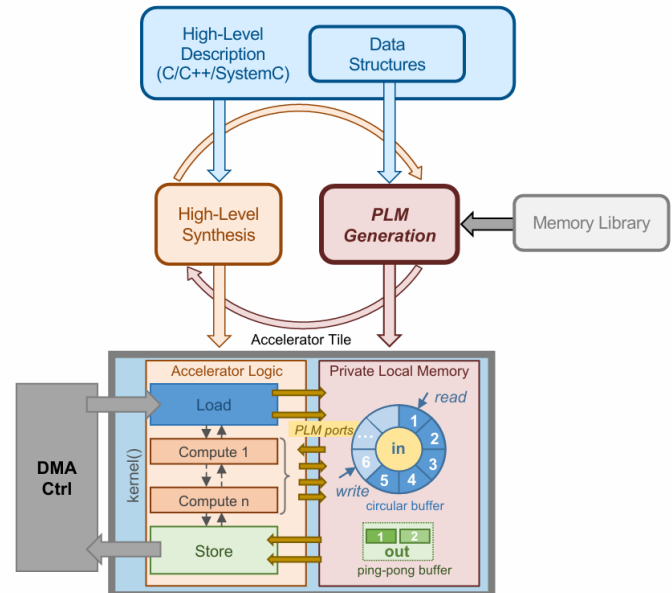 High-Level
Description
(C/C++/SystemC)
Data
Structures
High-Level
Synthesis
PLM
Generation
Memory Library
Accelerator Tile
Accelerator Logic
Private Local Memory
DMA
Ctrl
kernel()
Load
PLM ports
Compute 1
Compute n
Store
read
1
2
3
4
5
6
...
in
write
circular buffer
1
2
out
ping-pong buffer